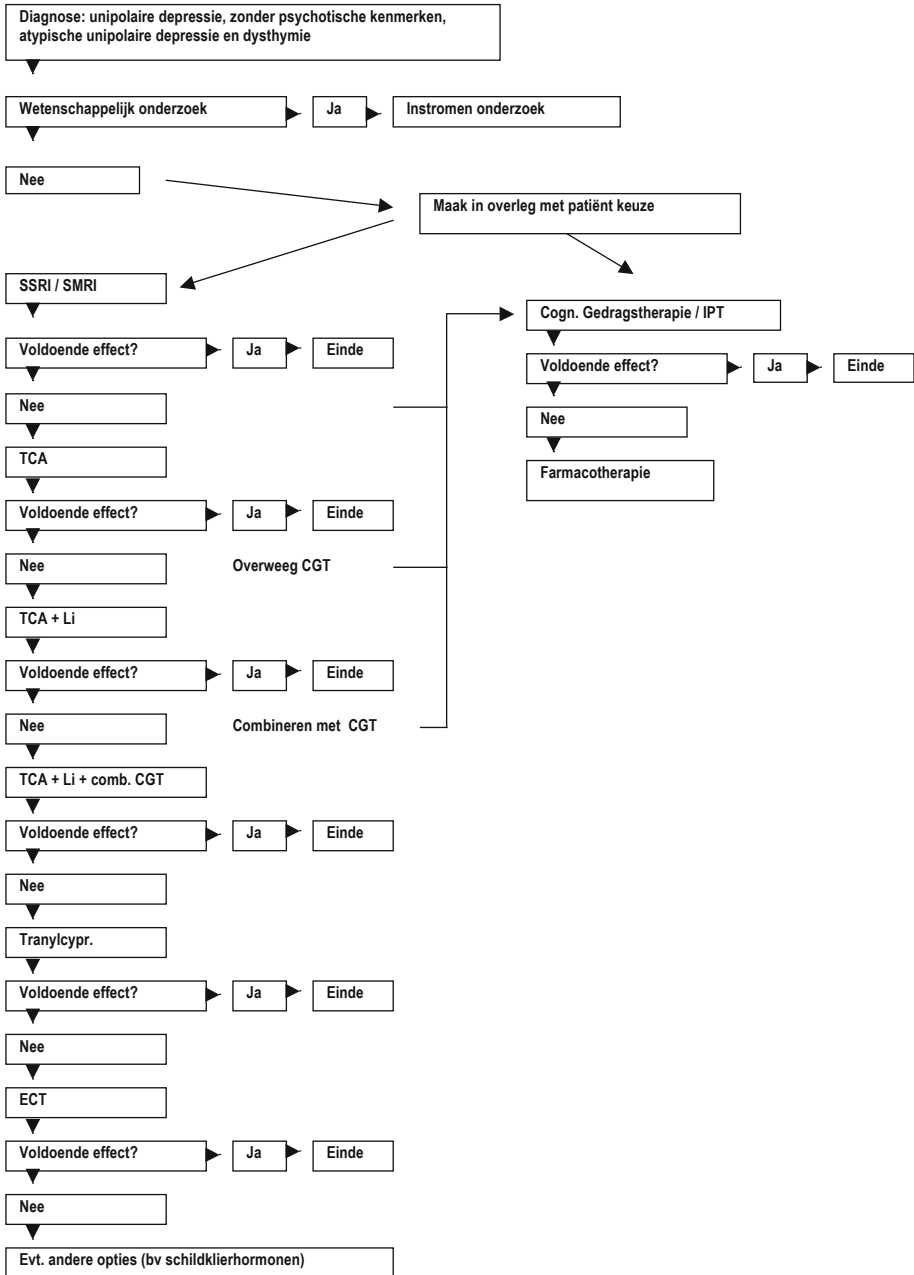 Diagnose: unipolaire depressie, zonder psychotische kenmerken,
atypische unipolaire depressie en dysthymie
Wetenschappelijk onderzoek
Ja
Instromen onderzoek
Nee
Maak in overleg met patiënt keuze
SSRI / SMRI
Voldoende effect?
Ja
Einde
Nee
TCA
Voldoende effect?
Ja
Einde
Nee
Overweeg CGT
TCA + Li
Voldoende effect?
Ja
Einde
Nee
Combineren met CGT
TCA + Li + comb. CGT
Voldoende effect?
Ja
Einde
Nee
Tranylcypr.
Voldoende effect?
Ja
Einde
Nee
ECT
Voldoende effect?
Ja
Einde
Nee
Evt. andere opties (bv schildklierhormonen)
Cogn. Gedragstherapie / IPT
Voldoende effect?
Ja
Einde
Nee
Farmacotherapie